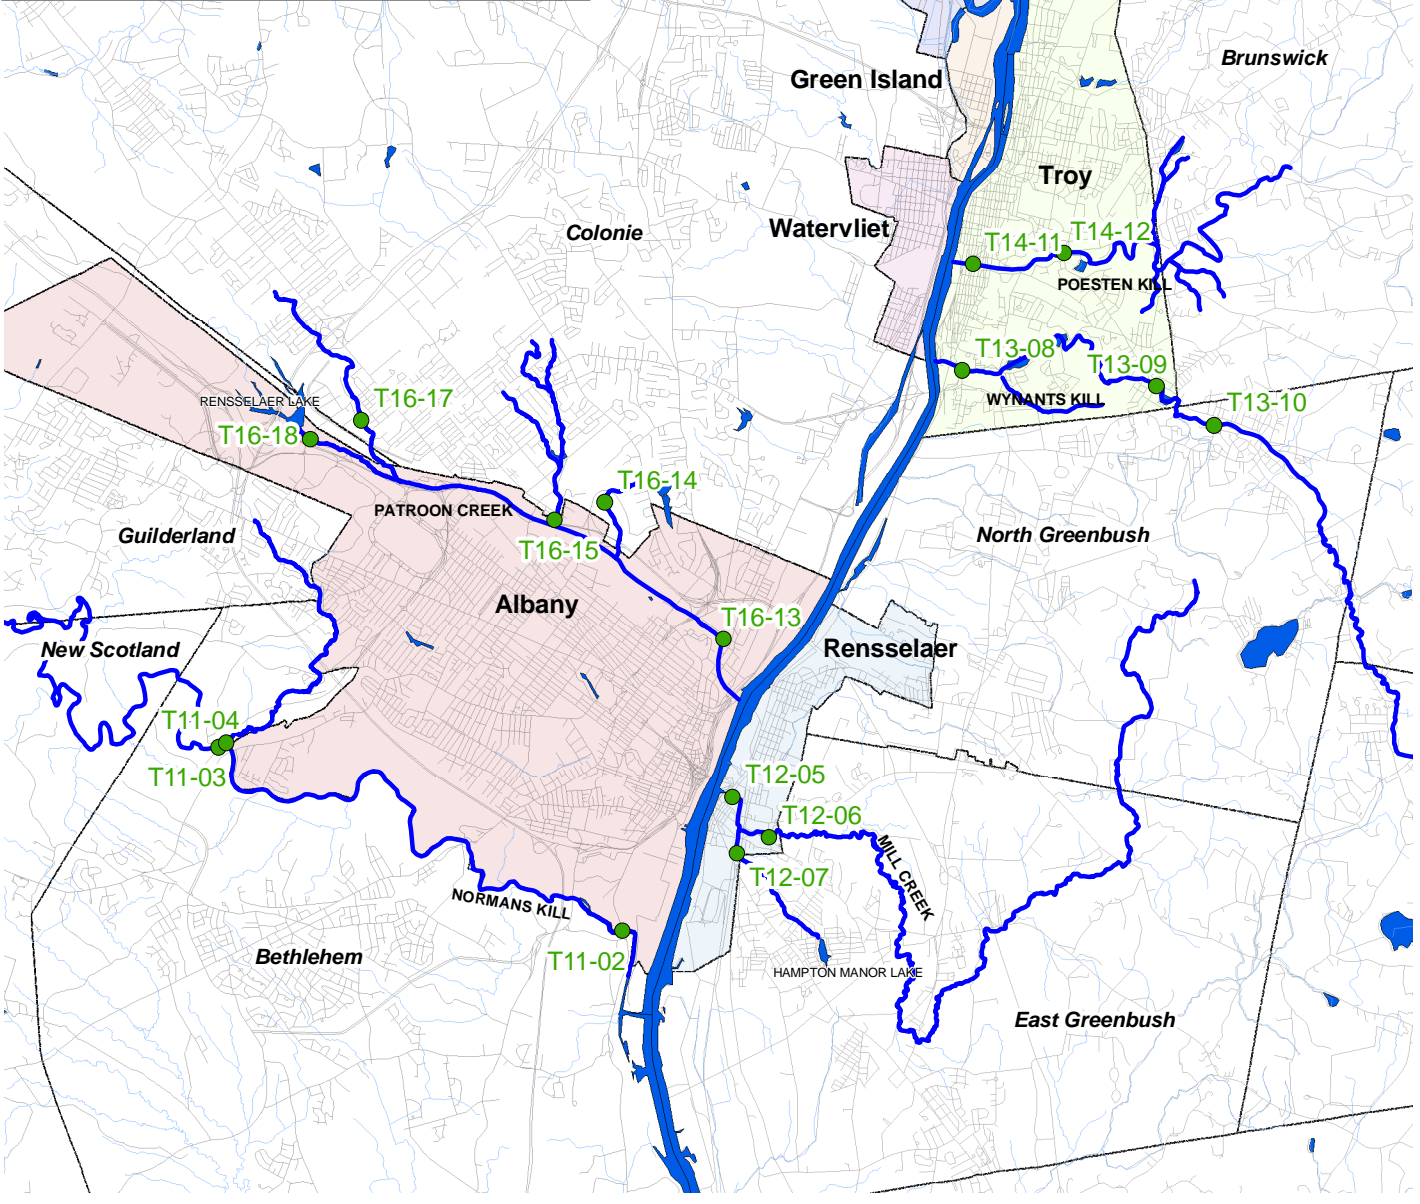 Brunswick
Green Island
Troy
Watervliet
Colonie
T14-11
T14-12
POESTEN KILL
T13-08
T13-09
WYNANTS KILL
T13-10
T16-17
RENSSELAER LAKE
T16-18
T16-14
PATROON CREEK
T16-15
Guilderland
North Greenbush
Albany
T16-13
New Scotland
Rensselaer
T11-04
T11-03
T12-05
T12-06
T12-07
MILL CREEK
NORMANS KILL
T11-02
Bethlehem
HAMPTON MANOR LAKE
East Greenbush